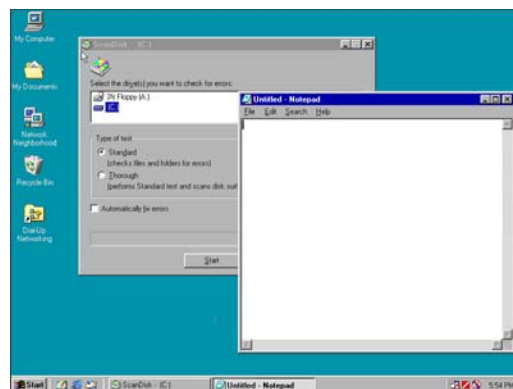 My Computer
My Documents
Network
Neighborhood
Recycle Bin
Dial-Up
Networking
ScanDisk - (C:)
Select the drive(s) you want to check for errors:
3½ Floppy (A:)
(C:)
Type of test
Standard
(checks files and folders for errors)
Thorough
(performs Standard test and scans disk surf
Automatically fix errors
Start
Untitled - Notepad
File Edit Search Help
Start
ScanDisk - (C:)
Untitled - Notepad
5:54 PM